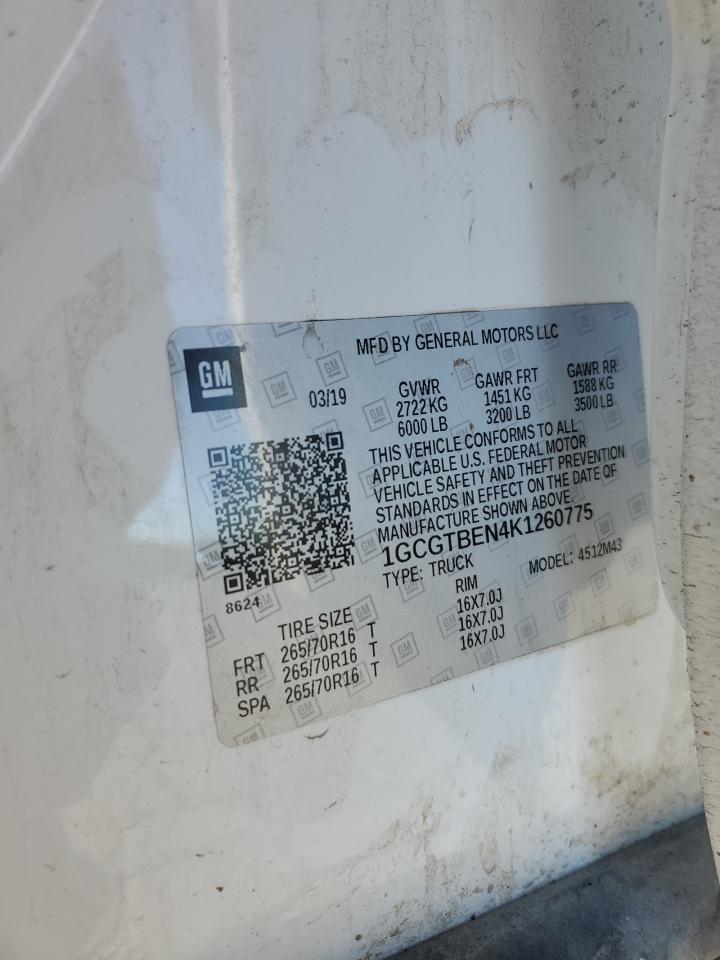 GM
MFD BY GENERAL MOTORS LLC
03/19
GVWR GAWR FRT GAWR RR
2722 KG 1451 KG 1588 KG
6000 LB 3200 LB 3500 LB
THIS VEHICLE CONFORMS TO ALL
APPLICABLE U.S. FEDERAL MOTOR
VEHICLE SAFETY AND THEFT PREVENTION
STANDARDS IN EFFECT ON THE DATE OF
MANUFACTURE SHOWN ABOVE.
1GCGTBEN4K1260775
TYPE: TRUCK MODEL: 4512M43
8624
TIRE SIZE RIM
FRT 265/70R16 T 16X7.0J
RR 265/70R16 T 16X7.0J
SPA 265/70R16 T 16X7.0J